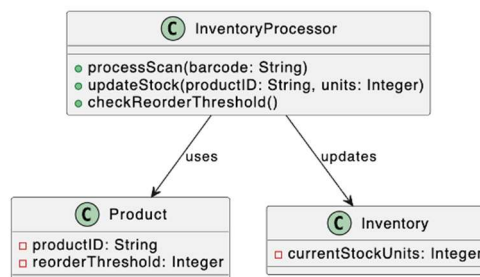 C InventoryProcessor
processScan(barcode: String)
updateStock(productID: String, units: Integer)
checkReorderThreshold()
uses
updates
C Product
productID: String
reorderThreshold: Integer
C Inventory
currentStockUnits: Integer